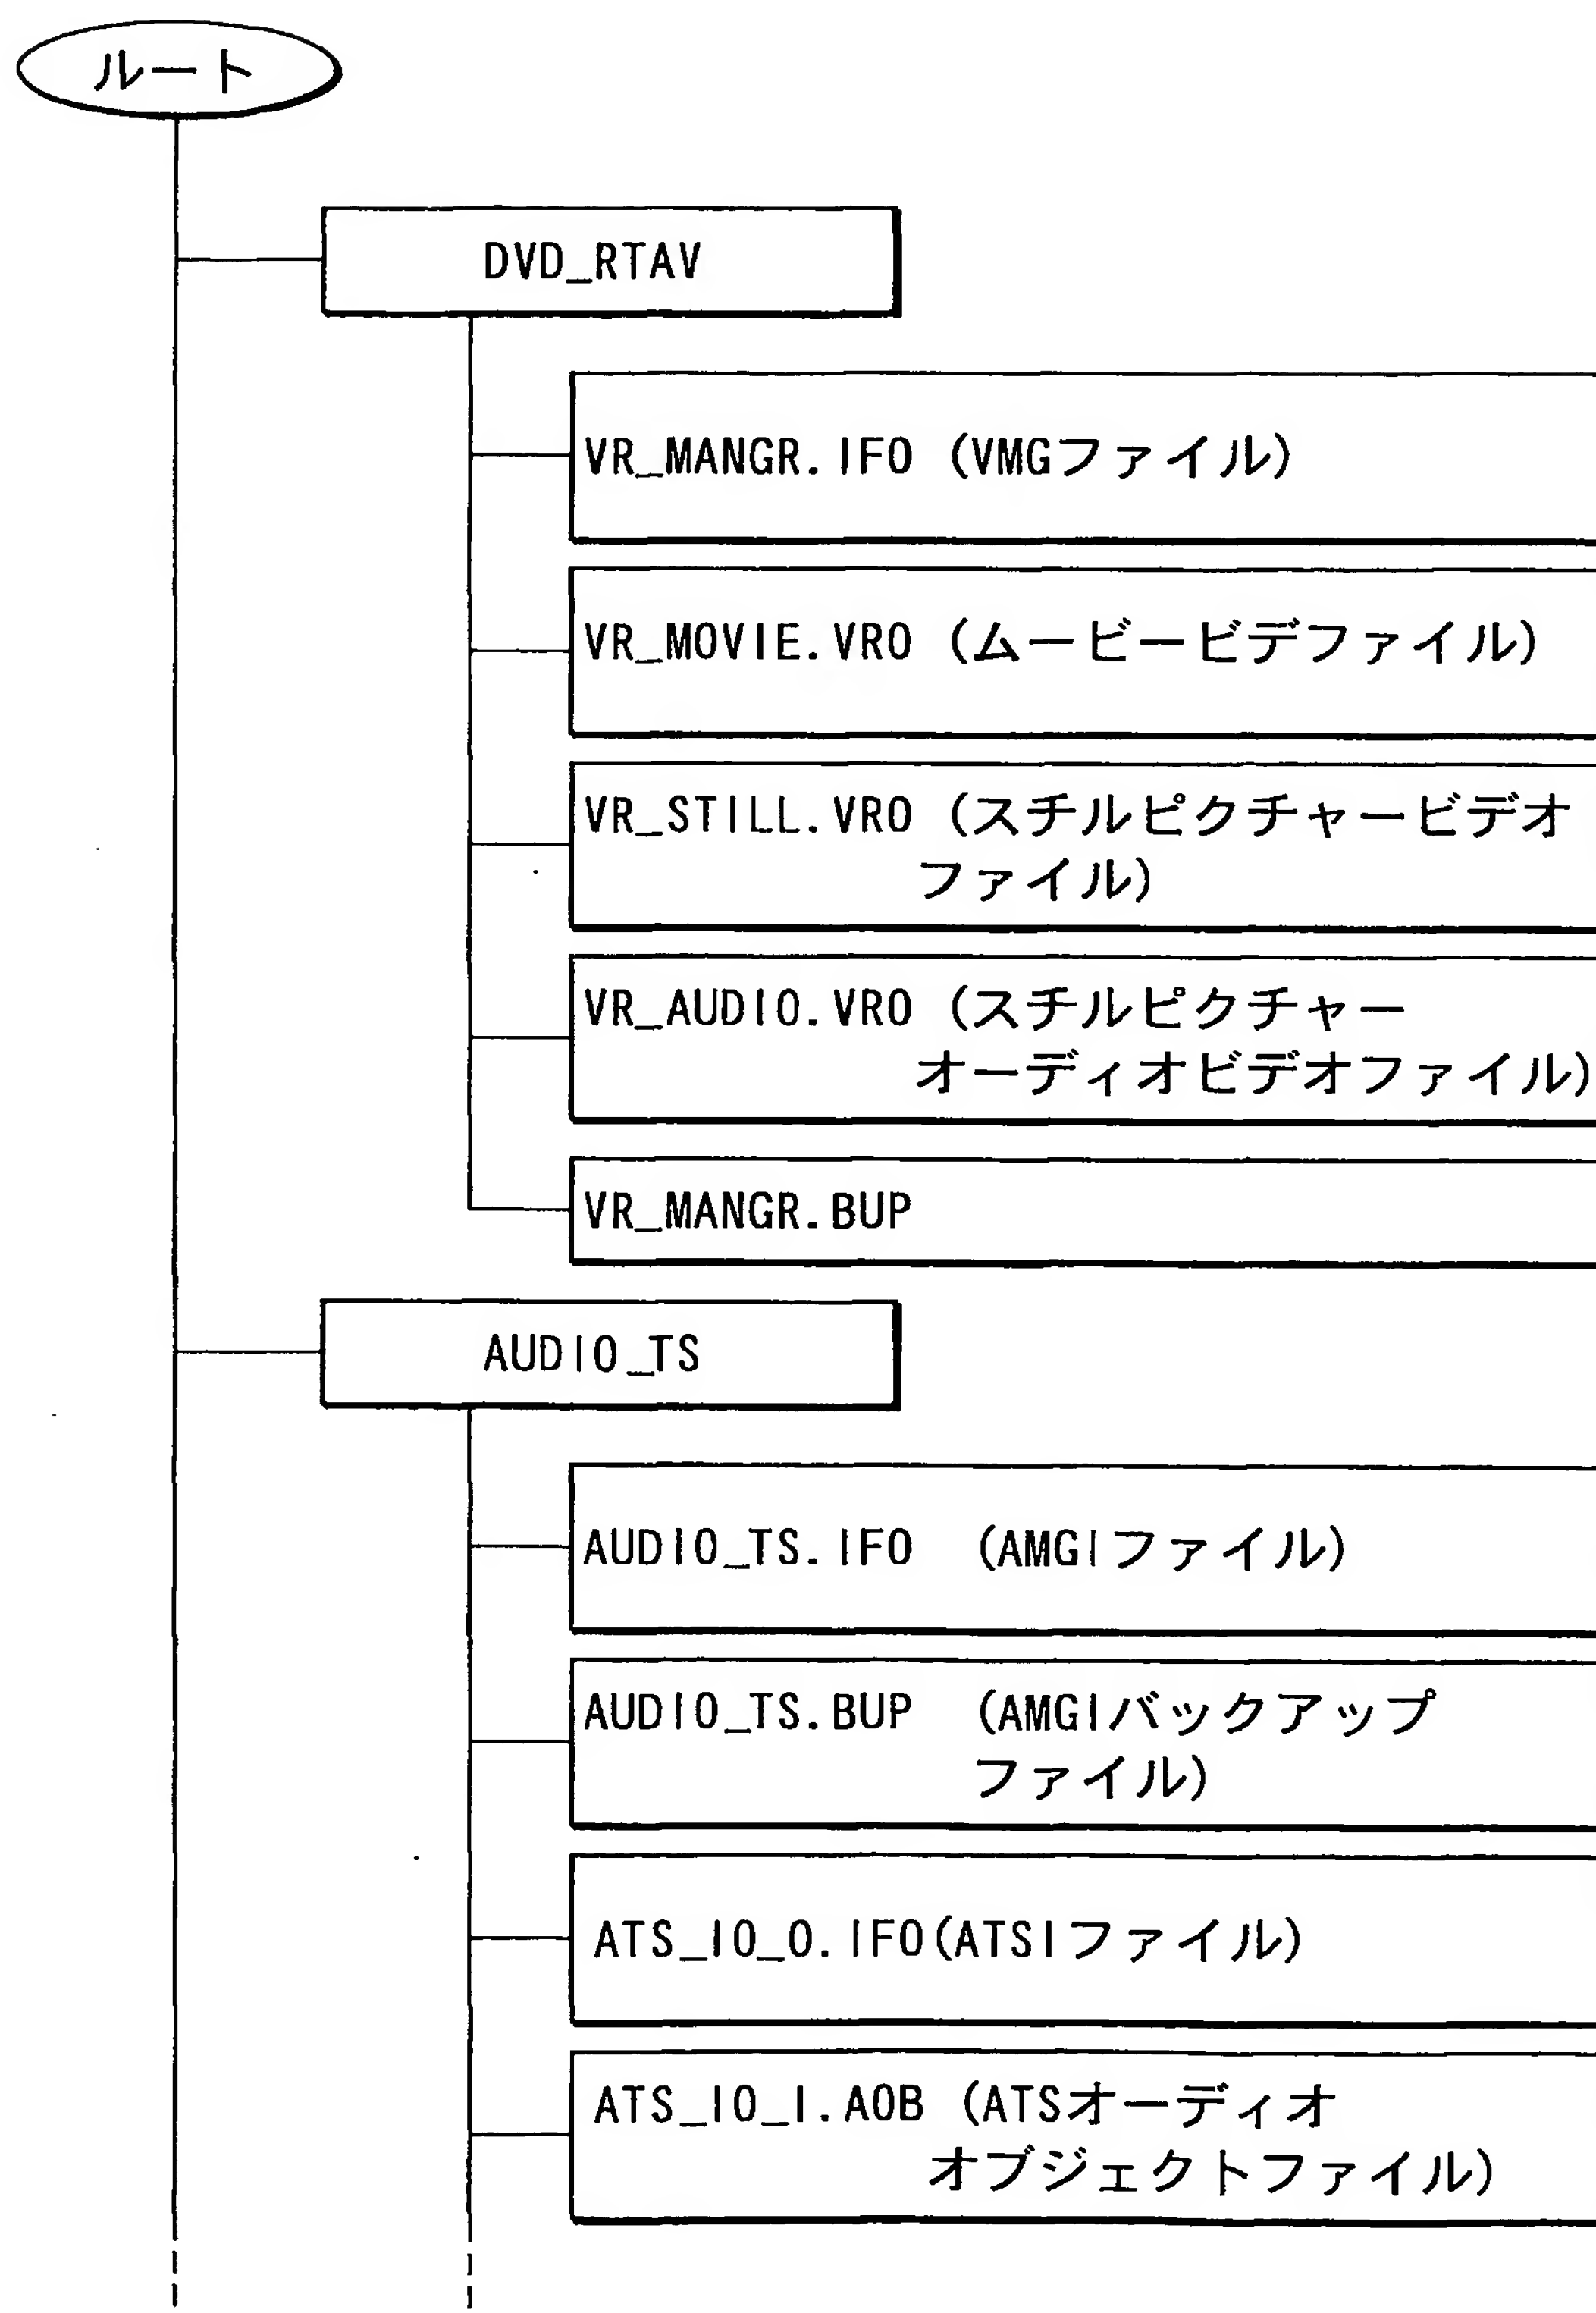 ルート
DVD_RTAV
VR_MANGR.IFO (VMGファイル)
VR_MOVIE.VRO (ムービービデファイル)
VR_STILL.VRO (スチルピクチャービデオ
ファイル)
VR_AUDIO.VRO (スチルピクチャー
オーディオビデオファイル)
VR_MANGR.BUP
AUDIO_TS
AUDIO_TS.IFO (AMGIファイル)
AUDIO_TS.BUP (AMGIバックアップ
ファイル)
ATS_10_0.IFO(ATSIファイル)
ATS_10_1.AOB (ATSオーディオ
オブジェクトファイル)